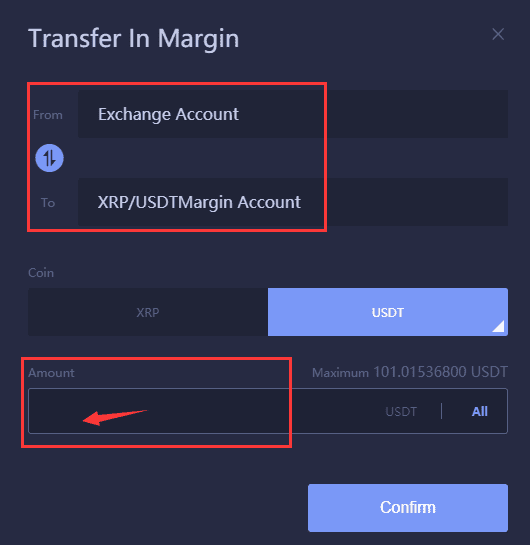 Transfer In Margin
From Exchange Account
To XRP/USDTMargin Account
Coin
XRP USDT
Amount Maximum 101.01536800 USDT
USDT All
Confirm